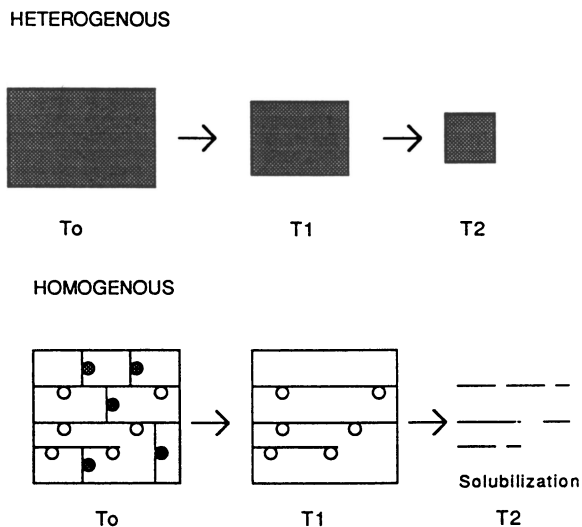 HETEROGENOUS
To T1 T2
HOMOGENOUS
Solubilization
To T1 T2